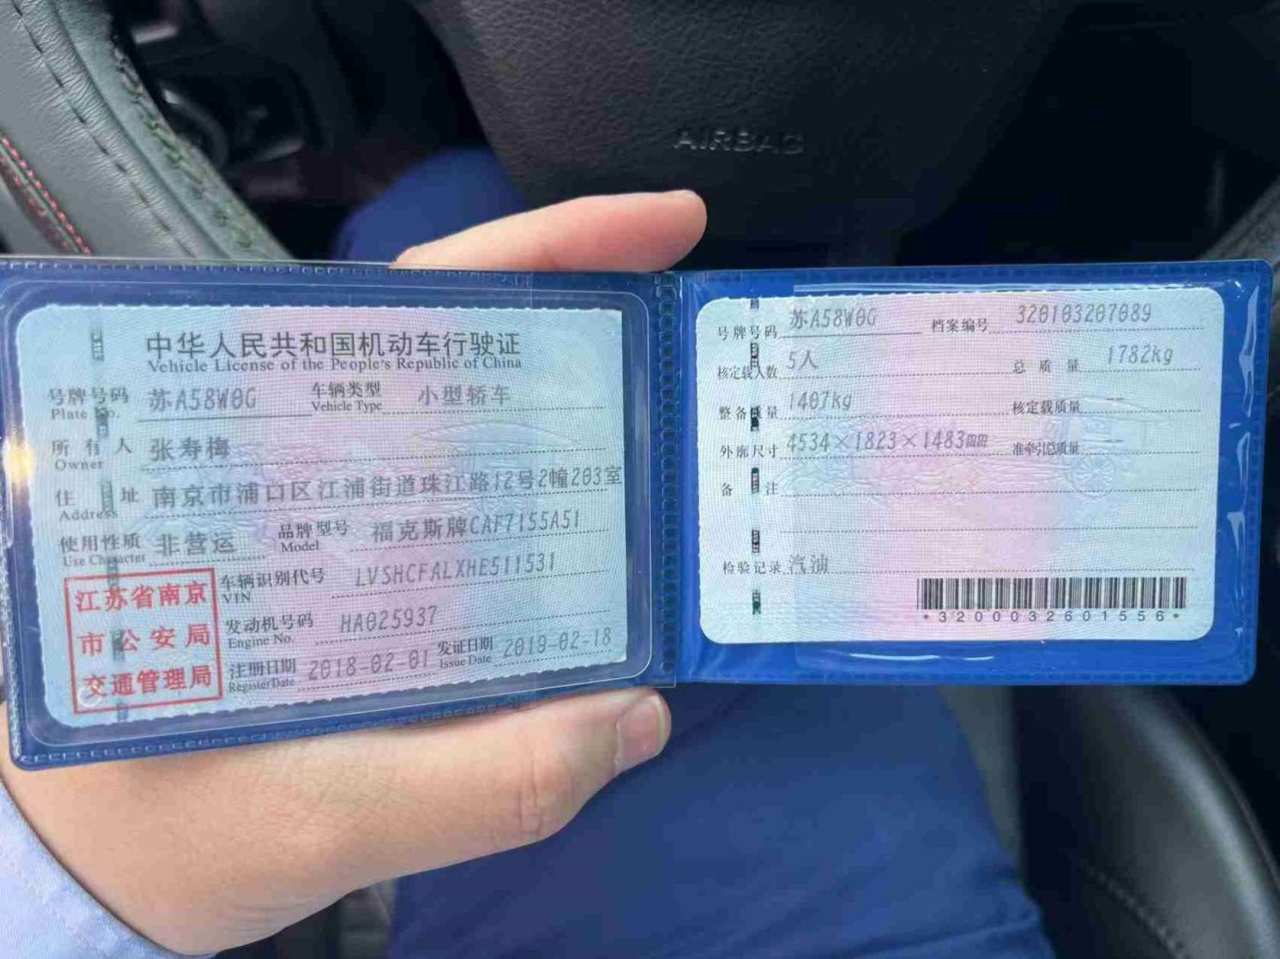 AIRBAG
中华人民共和国机动车行驶证
Vehicle License of the People's Republic of China
号牌号码 苏A58W0G 车辆类型 小型轿车
Plate No. Vehicle Type
所有人 张寿梅
Owner
住址 南京市浦口区江浦街道珠江路12号2幢203室
Address
使用性质 非营运 品牌型号 福克斯牌CAF7155A51
Use Character Model
江苏省南京
市公安局
交通管理局
车辆识别代号 LVSHCFALXHE511531
VIN
发动机号码 HA025937
Engine No.
注册日期 2018-02-01 发证日期 2019-02-18
Register Date Issue Date
号牌号码 苏A58W0G 档案编号 320103207089
核定载人数 5人 总质量 1782kg
整备质量 1407kg 核定载质量 --
外廓尺寸 4534×1823×1483mm 准牵引总质量 --
备注
检验记录 汽油
*3200032601556*